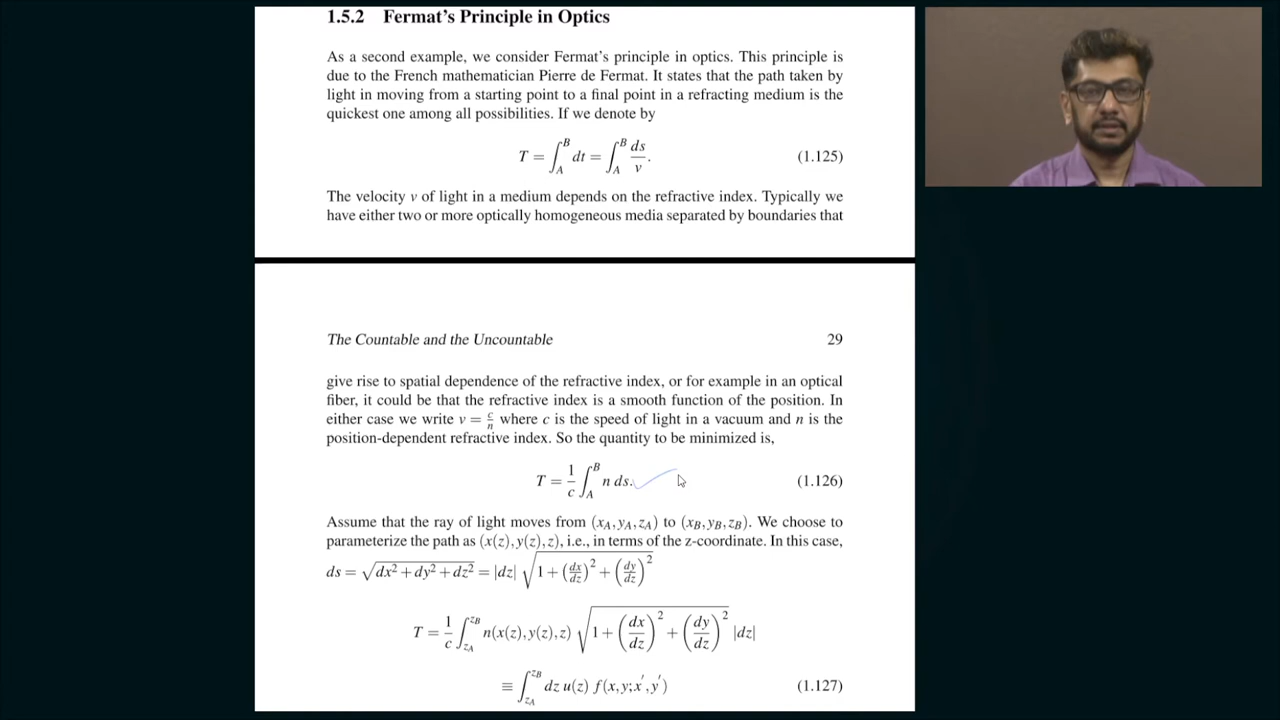 1.5.2 Fermat's Principle in Optics
As a second example, we consider Fermat's principle in optics. This principle is
due to the French mathematician Pierre de Fermat. It states that the path taken by
light in moving from a starting point to a final point in a refracting medium is the
quickest one among all possibilities. If we denote by
T = ∫_A^B dt = ∫_A^B ds/v. (1.125)
The velocity v of light in a medium depends on the refractive index. Typically we
have either two or more optically homogeneous media separated by boundaries that
The Countable and the Uncountable 29
give rise to spatial dependence of the refractive index, or for example in an optical
fiber, it could be that the refractive index is a smooth function of the position. In
either case we write v = c/n where c is the speed of light in a vacuum and n is the
position-dependent refractive index. So the quantity to be minimized is,
T = 1/c ∫_A^B n ds. (1.126)
Assume that the ray of light moves from (x_A, y_A, z_A) to (x_B, y_B, z_B). We choose to
parameterize the path as (x(z), y(z), z), i.e., in terms of the z-coordinate. In this case,
ds = √(dx² + dy² + dz²) = |dz| √(1 + (dx/dz)² + (dy/dz)²)
T = 1/c ∫_{z_A}^{z_B} n(x(z), y(z), z) √(1 + (dx/dz)² + (dy/dz)²) |dz|
≡ ∫_{z_A}^{z_B} dz u(z) f(x, y; x′, y′) (1.127)